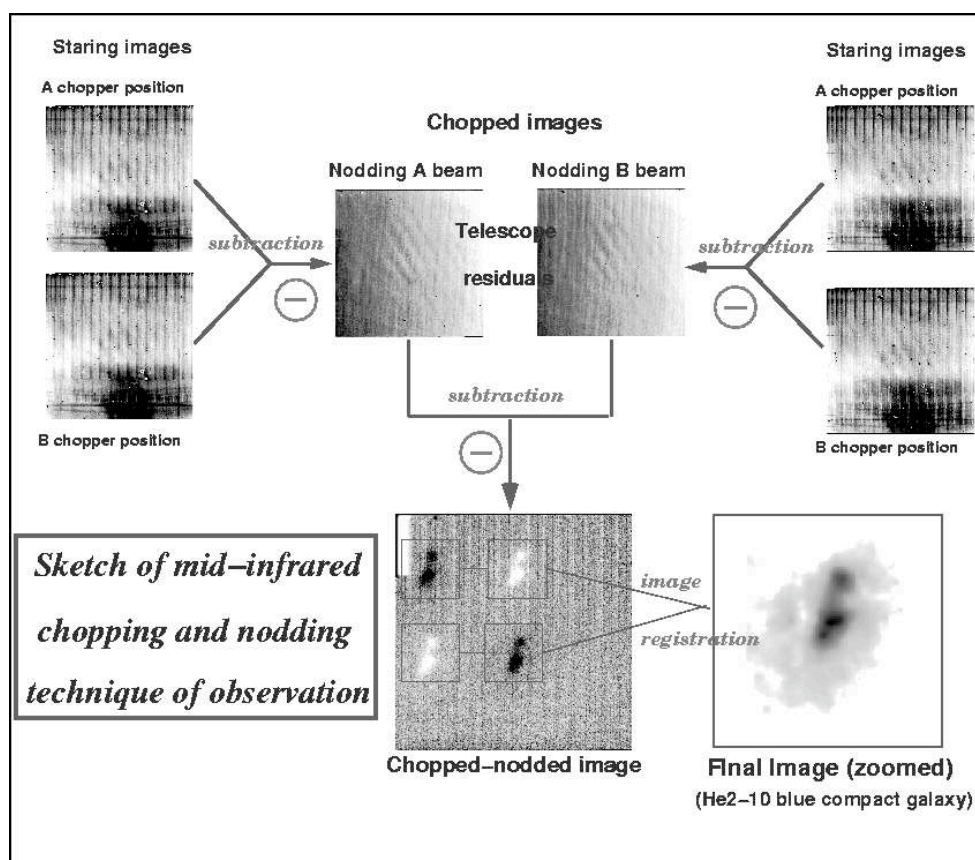 Staring images
A chopper position
B chopper position
Staring images
A chopper position
B chopper position
Chopped images
Nodding A beam
Nodding B beam
Telescope
residuals
subtraction
subtraction
subtraction
Sketch of mid–infrared
chopping and nodding
technique of observation
image
registration
Chopped–nodded image
Final Image (zoomed)
(He2–10 blue compact galaxy)